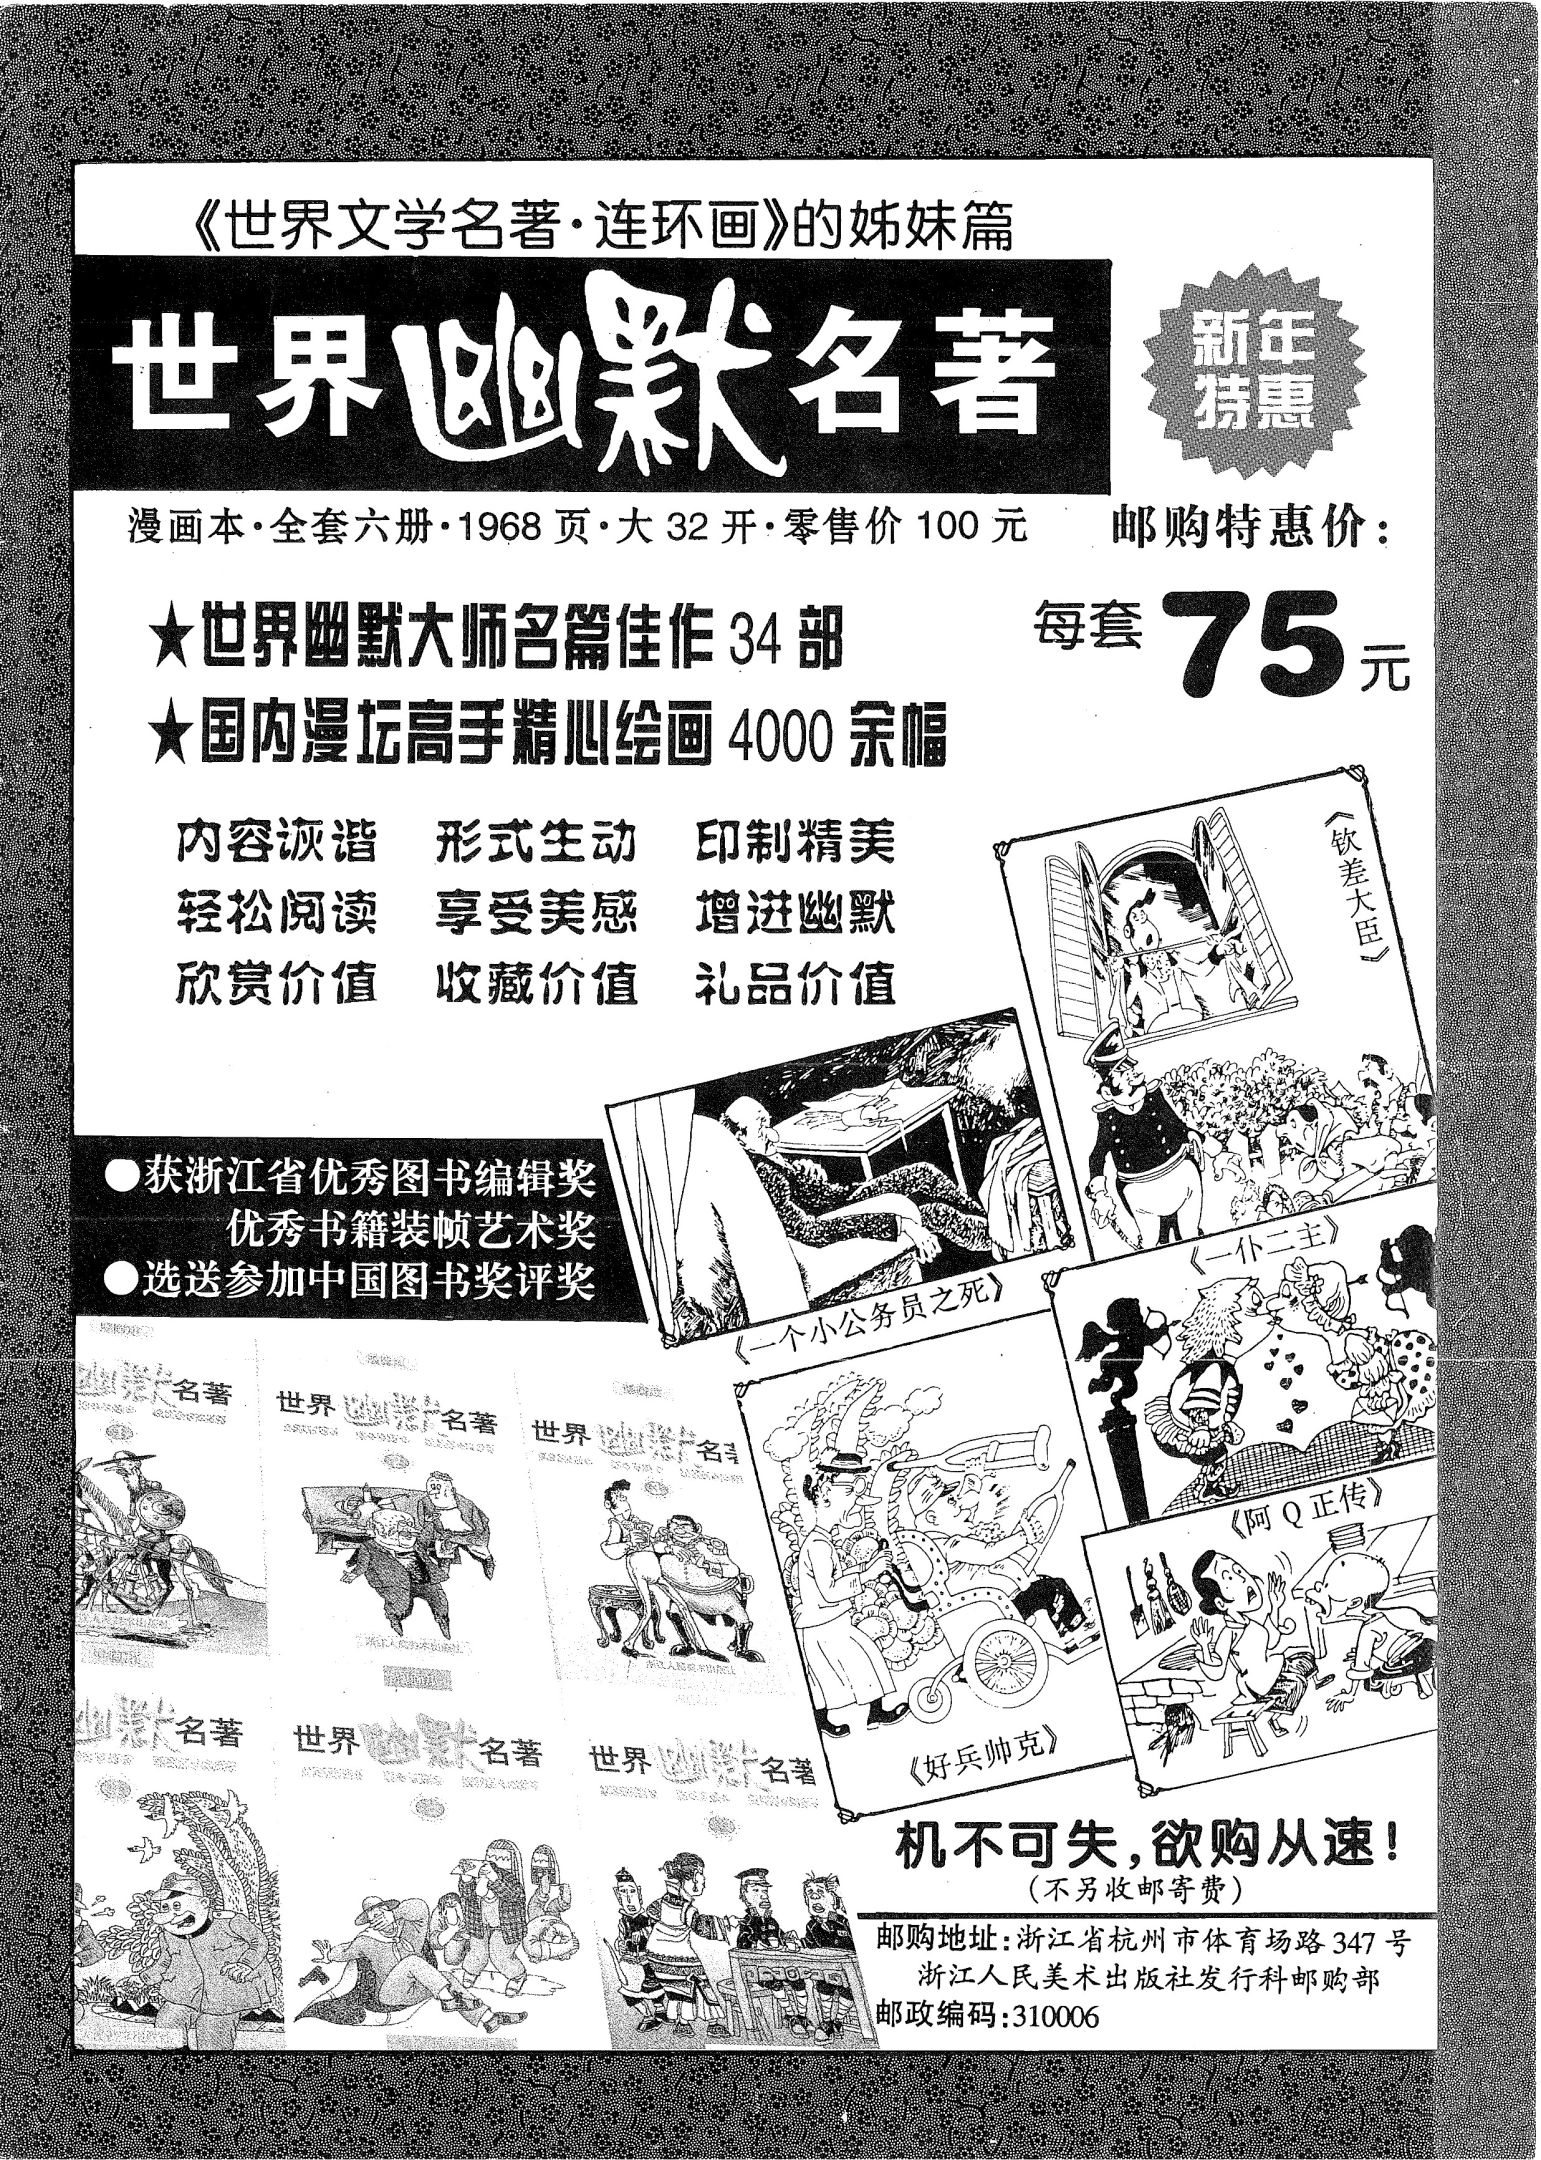 《世界文学名著·连环画》的姊妹篇
世界幽默名著
新年
特惠
漫画本·全套六册·1968页·大32开·零售价100元
邮购特惠价：
每套75元
★世界幽默大师名篇佳作34部
★国内漫坛高手精心绘画4000余幅
内容诙谐 形式生动 印制精美
轻松阅读 享受美感 增进幽默
欣赏价值 收藏价值 礼品价值
《钦差大臣》
●获浙江省优秀图书编辑奖
优秀书籍装帧艺术奖
●选送参加中国图书奖评奖
《一个小公务员之死》
《一仆二主》
《阿Q正传》
《好兵帅克》
幽默名著
世界幽默名著
世界幽默名著
幽默名著
世界幽默名著
世界幽默名著
机不可失，欲购从速！
（不另收邮寄费）
邮购地址：浙江省杭州市体育场路347号
浙江人民美术出版社发行科邮购部
邮政编码：310006